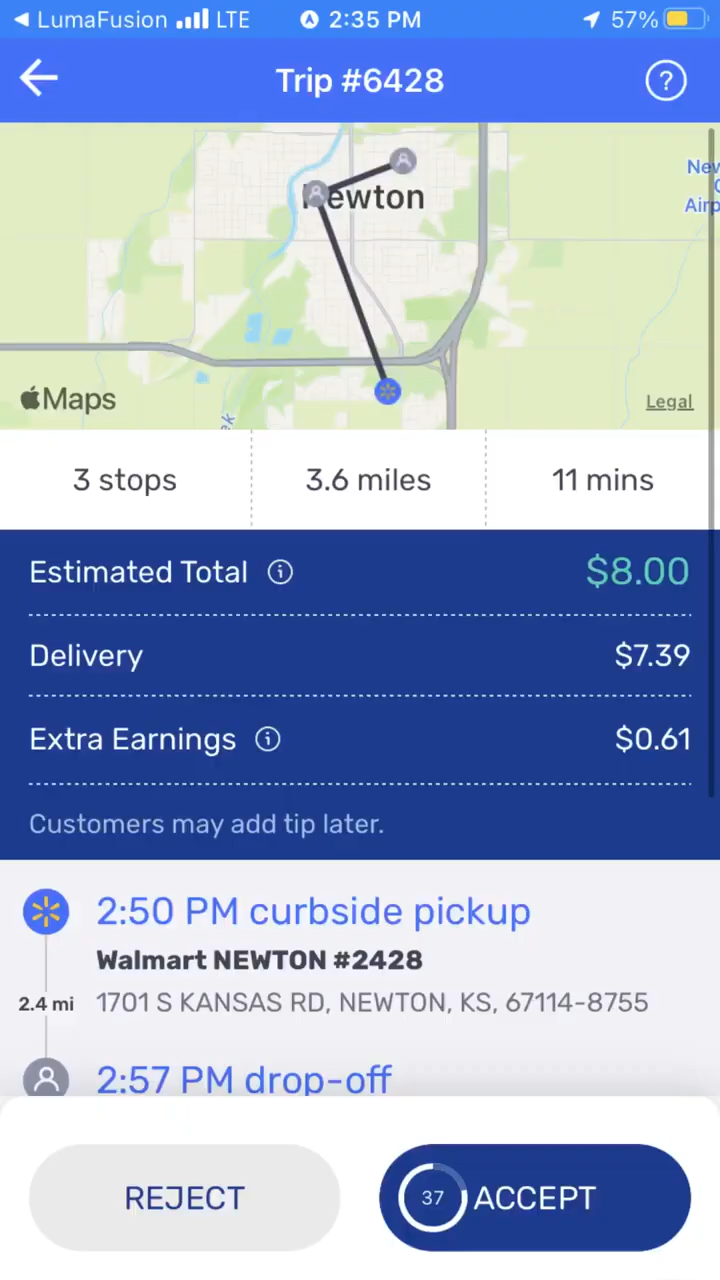 LumaFusion LTE 2:35 PM 57%
Trip #6428
?
New
Airp
Newton
Maps
Legal
3 stops 3.6 miles 11 mins
Estimated Total $8.00
Delivery $7.39
Extra Earnings $0.61
Customers may add tip later.
2:50 PM curbside pickup
Walmart NEWTON #2428
2.4 mi 1701 S KANSAS RD, NEWTON, KS, 67114-8755
2:57 PM drop-off
REJECT 37 ACCEPT